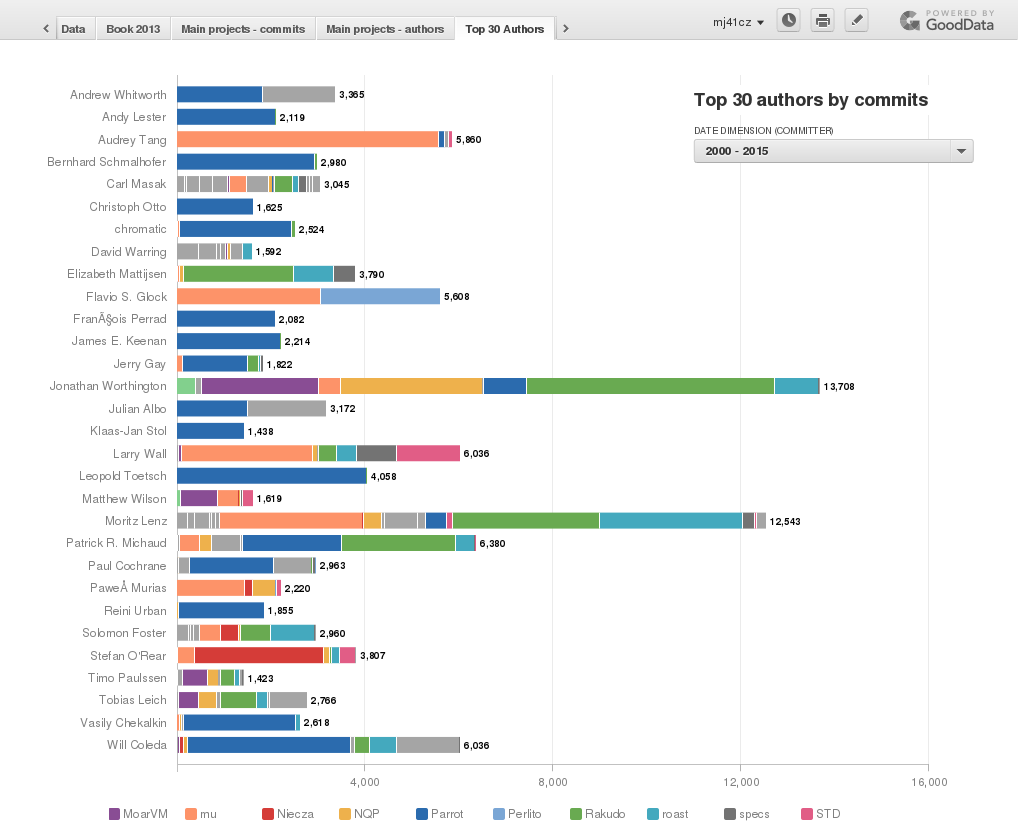 Data Book 2013 Main projects - commits Main projects - authors Top 30 Authors mj41cz POWERED BY GoodData
Top 30 authors by commits
DATE DIMENSION (COMMITTER)
2000 - 2015
Andrew Whitworth 3,365
Andy Lester 2,119
Audrey Tang 5,860
Bernhard Schmalhofer 2,980
Carl Masak 3,045
Christoph Otto 1,625
chromatic 2,524
David Warring 1,592
Elizabeth Mattijsen 3,790
Flavio S. Glock 5,608
FranÃ§ois Perrad 2,082
James E. Keenan 2,214
Jerry Gay 1,822
Jonathan Worthington 13,708
Julian Albo 3,172
Klaas-Jan Stol 1,438
Larry Wall 6,036
Leopold Toetsch 4,058
Matthew Wilson 1,619
Moritz Lenz 12,543
Patrick R. Michaud 6,380
Paul Cochrane 2,963
PaweÅ Murias 2,220
Reini Urban 1,855
Solomon Foster 2,960
Stefan O'Rear 3,807
Timo Paulssen 1,423
Tobias Leich 2,766
Vasily Chekalkin 2,618
Will Coleda 6,036
4,000 8,000 12,000 16,000
MoarVM mu Niecza NQP Parrot Perlito Rakudo roast specs STD